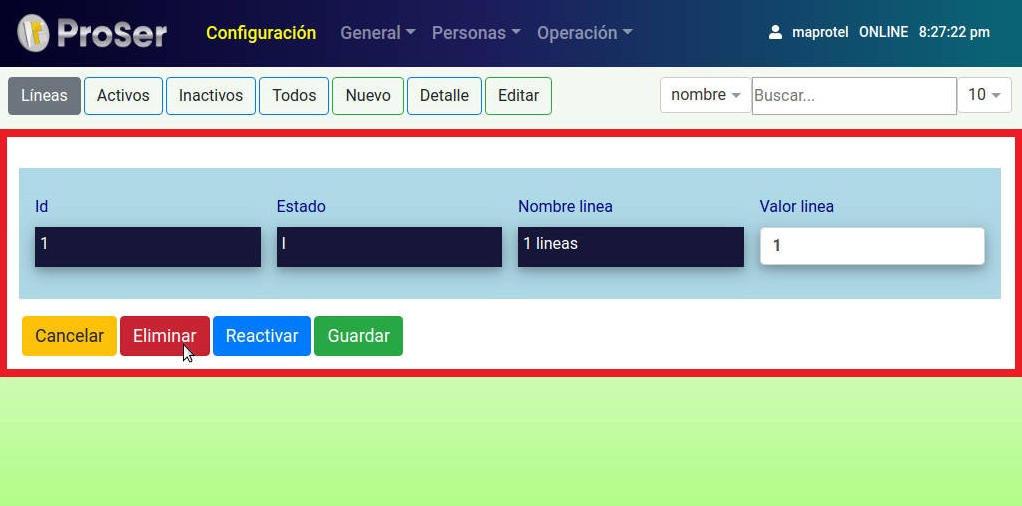 ProSer Configuración General Personas Operación maprotel ONLINE 8:27:22 pm
Líneas Activos Inactivos Todos Nuevo Detalle Editar nombre Buscar... 10
Id Estado Nombre linea Valor linea
1 I 1 lineas 1
Cancelar Eliminar Reactivar Guardar